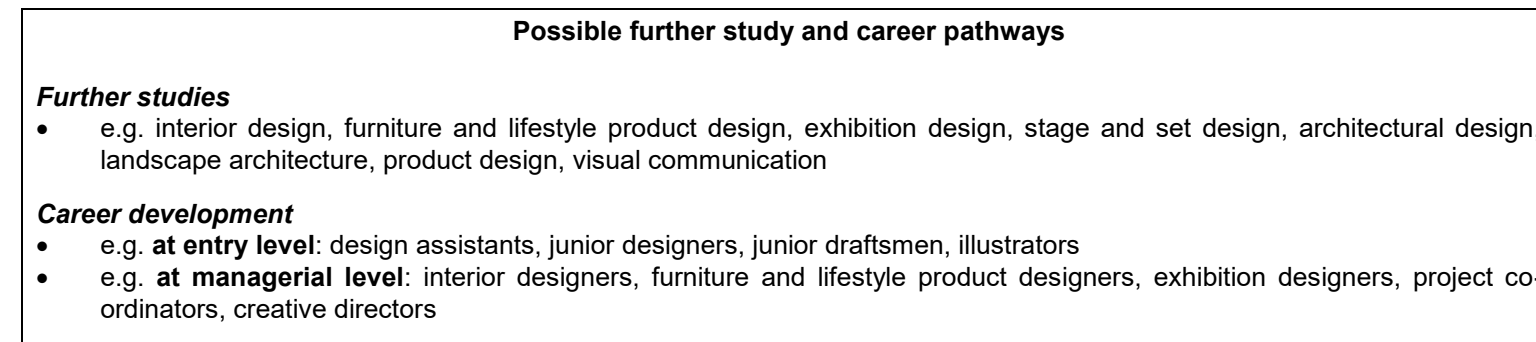 Possible further study and career pathways
Further studies
• e.g. interior design, furniture and lifestyle product design, exhibition design, stage and set design, architectural design,
landscape architecture, product design, visual communication
Career development
• e.g. at entry level: design assistants, junior designers, junior draftsmen, illustrators
• e.g. at managerial level: interior designers, furniture and lifestyle product designers, exhibition designers, project co-
ordinators, creative directors